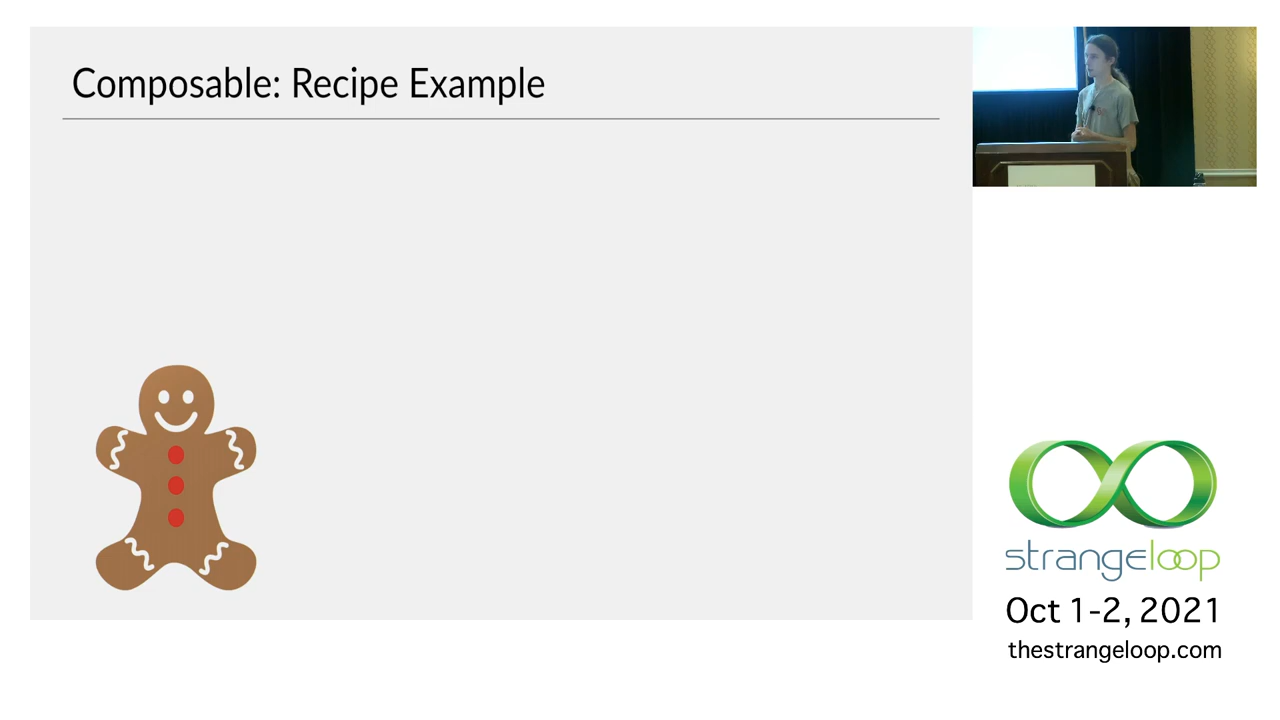 Composable: Recipe Example
strangeloop
Oct 1-2, 2021
thestrangeloop.com